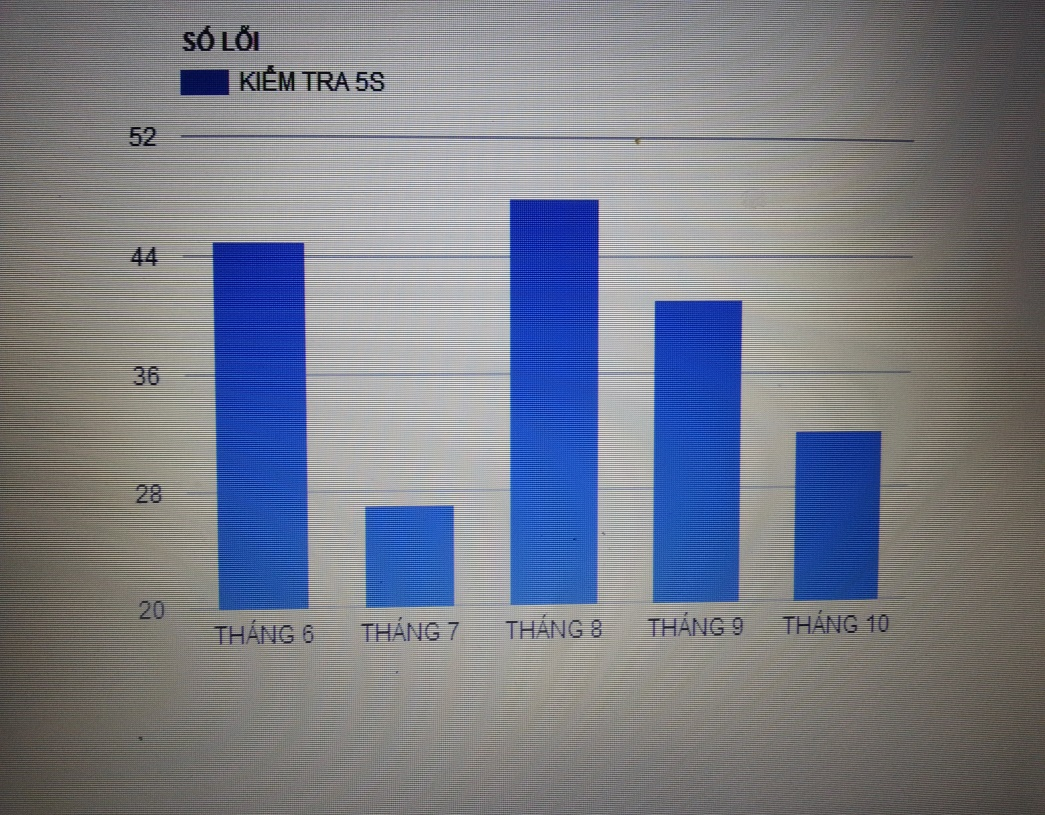 SỐ LỖI
KIỂM TRA 5S
52
44
36
28
20
THÁNG 6 THÁNG 7 THÁNG 8 THÁNG 9 THÁNG 10